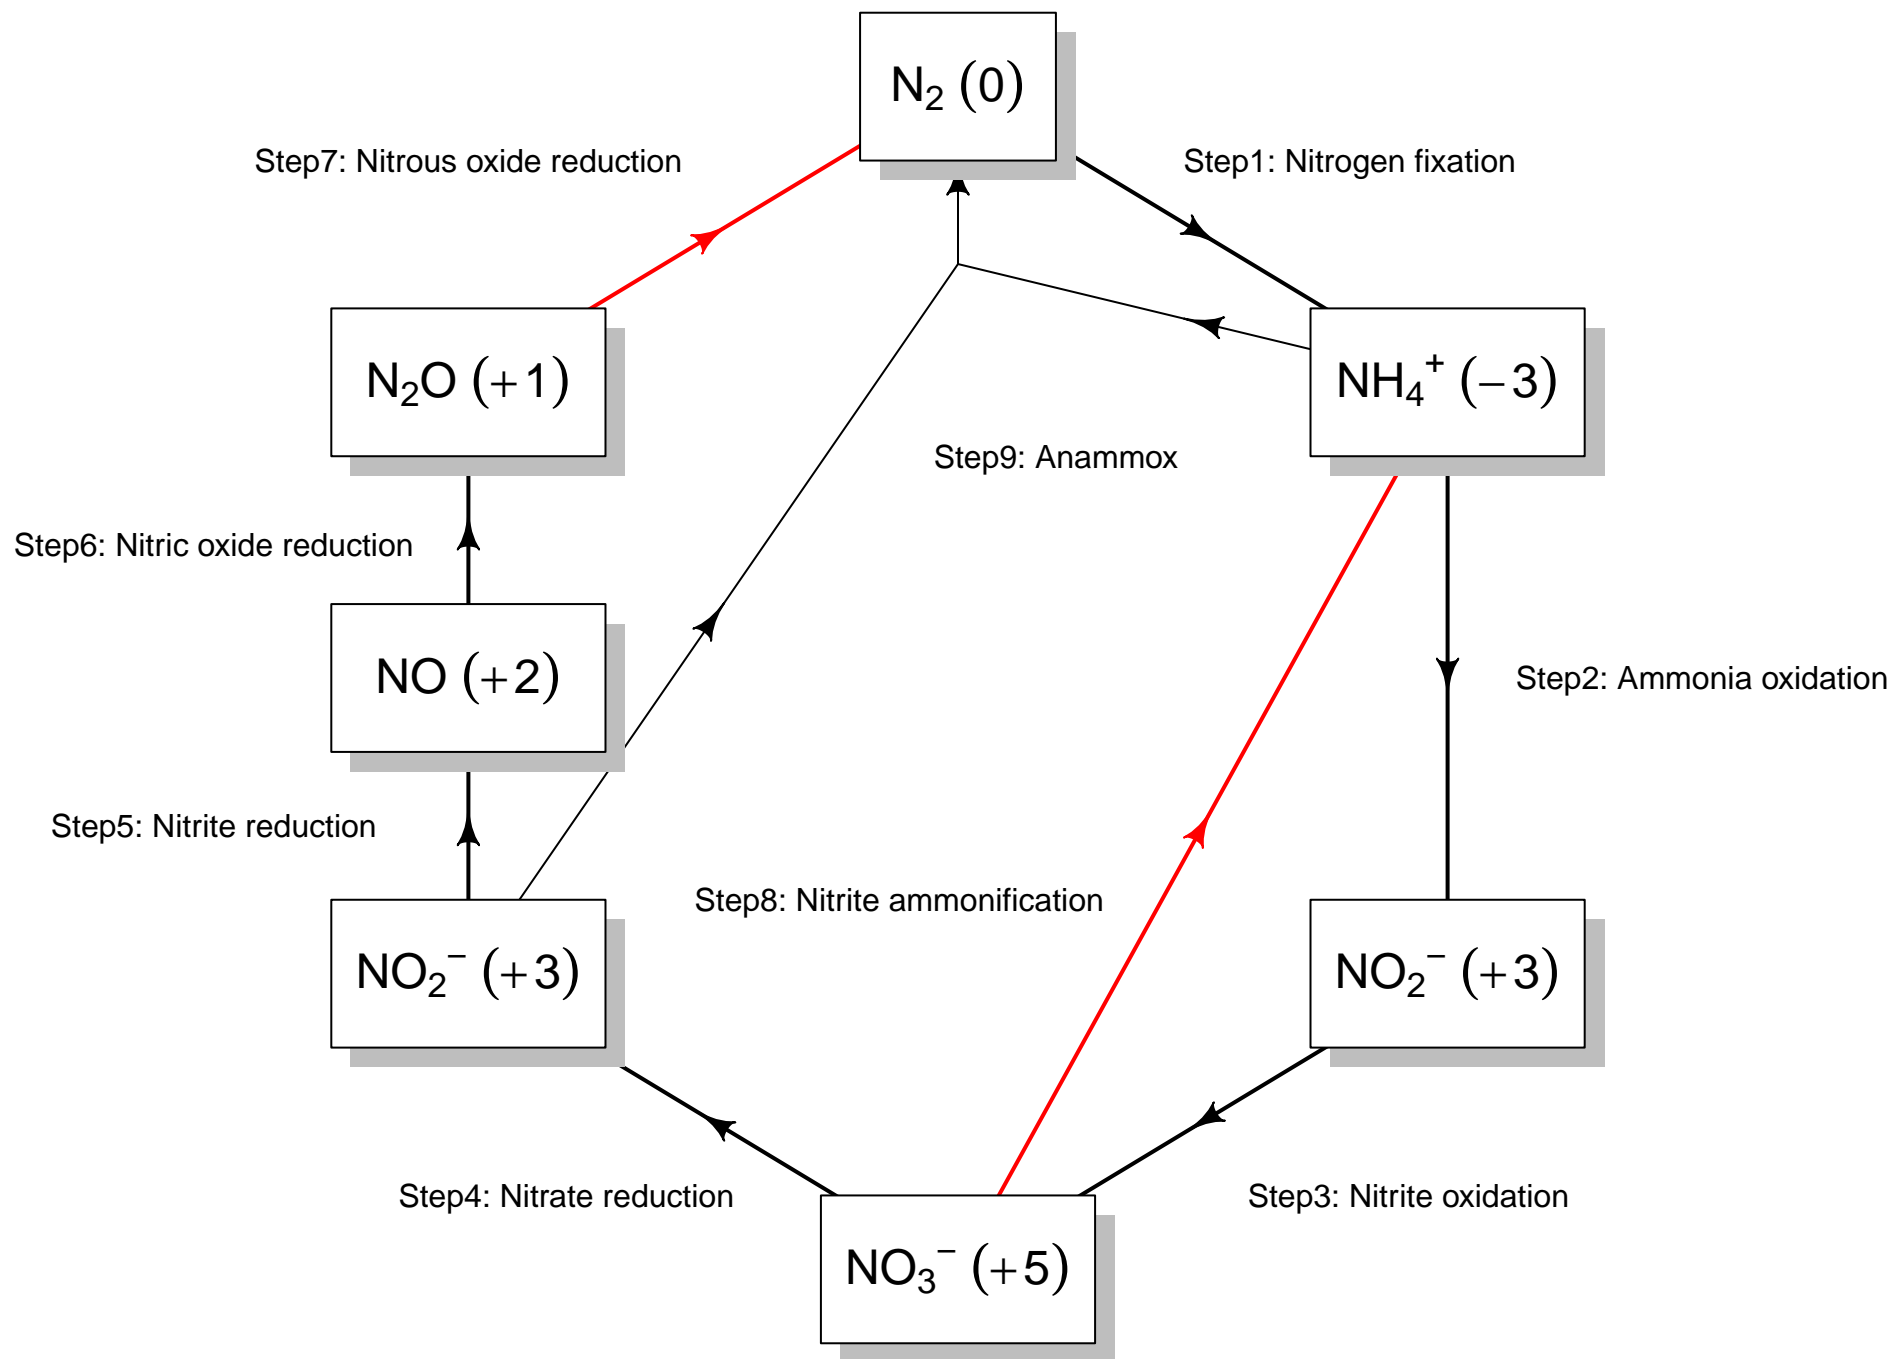 N₂ (0)
Step7: Nitrous oxide reduction
Step1: Nitrogen fixation
N₂O (+1)
NH₄⁺ (−3)
Step9: Anammox
Step6: Nitric oxide reduction
NO (+2)
Step2: Ammonia oxidation
Step5: Nitrite reduction
Step8: Nitrite ammonification
NO₂⁻ (+3)
NO₂⁻ (+3)
Step4: Nitrate reduction
Step3: Nitrite oxidation
NO₃⁻ (+5)